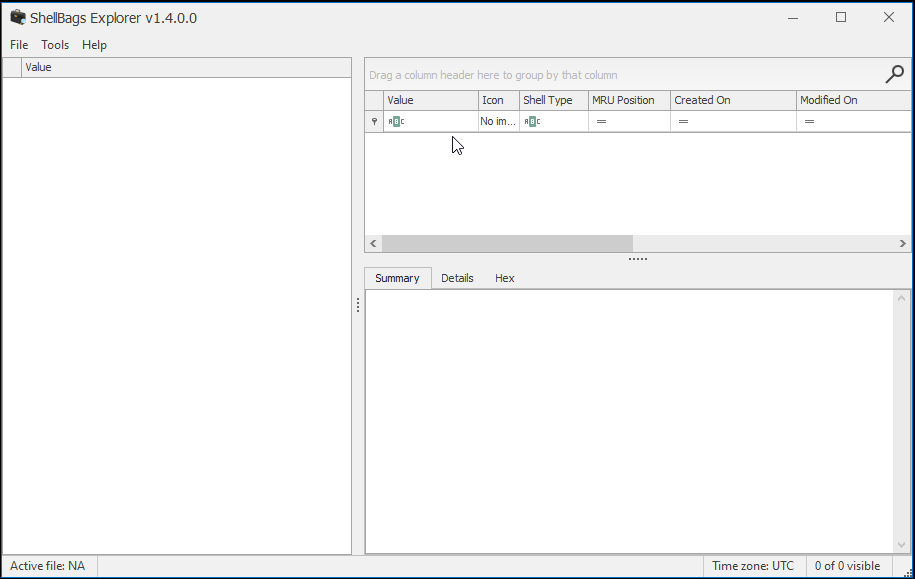 ShellBags Explorer v1.4.0.0
File Tools Help
Value
Drag a column header here to group by that column
Value Icon Shell Type MRU Position Created On Modified On
ABC No im... ABC = = =
Summary Details Hex
Active file: NA Time zone: UTC 0 of 0 visible